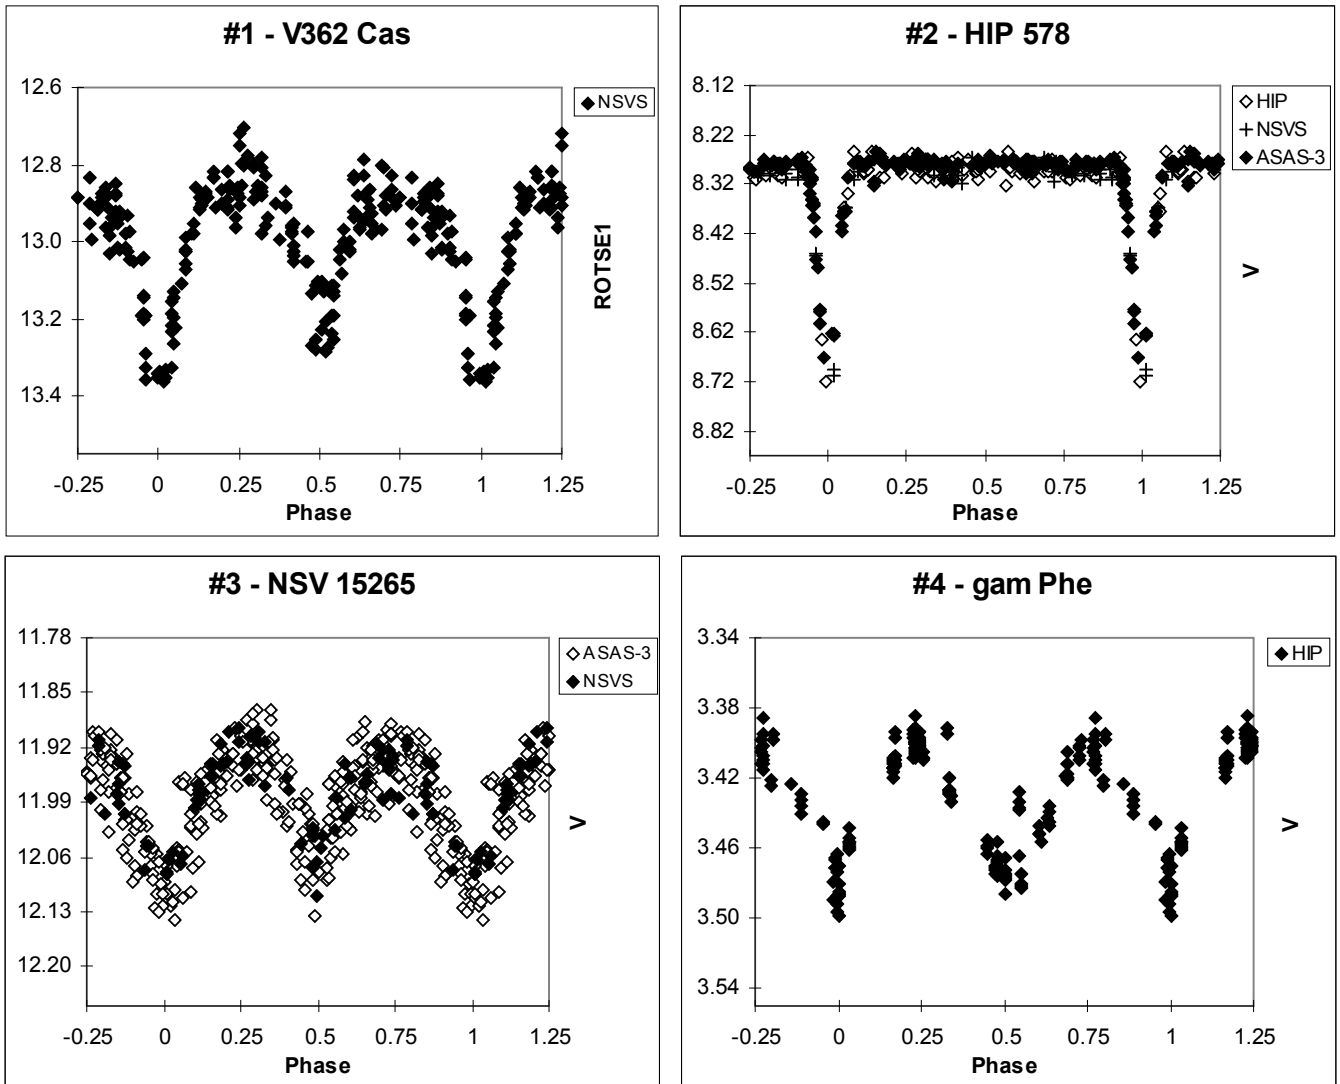 #1 - V362 Cas
12.6
12.8
13.0
13.2
13.4
-0.25 0 0.25 0.5 0.75 1 1.25
Phase
NSVS
ROTSE1
#2 - HIP 578
8.12
8.22
8.32
8.42
8.52
8.62
8.72
8.82
-0.25 0 0.25 0.5 0.75 1 1.25
Phase
HIP
NSVS
ASAS-3
V
#3 - NSV 15265
11.78
11.85
11.92
11.99
12.06
12.13
12.20
-0.25 0 0.25 0.5 0.75 1 1.25
Phase
ASAS-3
NSVS
V
#4 - gam Phe
3.34
3.38
3.42
3.46
3.50
3.54
-0.25 0 0.25 0.5 0.75 1 1.25
Phase
HIP
V